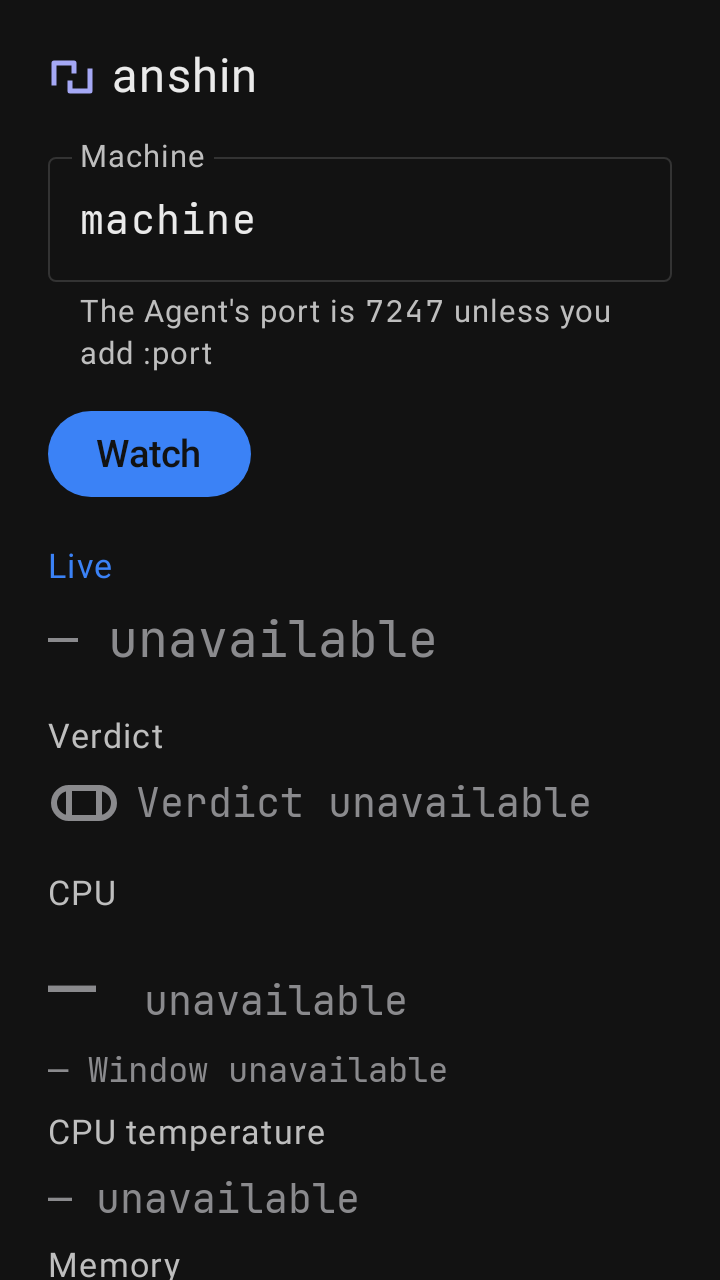 anshin
Machine
machine
The Agent's port is 7247 unless you
add :port
Watch
Live
— unavailable
Verdict
Verdict unavailable
CPU
— unavailable
— Window unavailable
CPU temperature
— unavailable
Memory